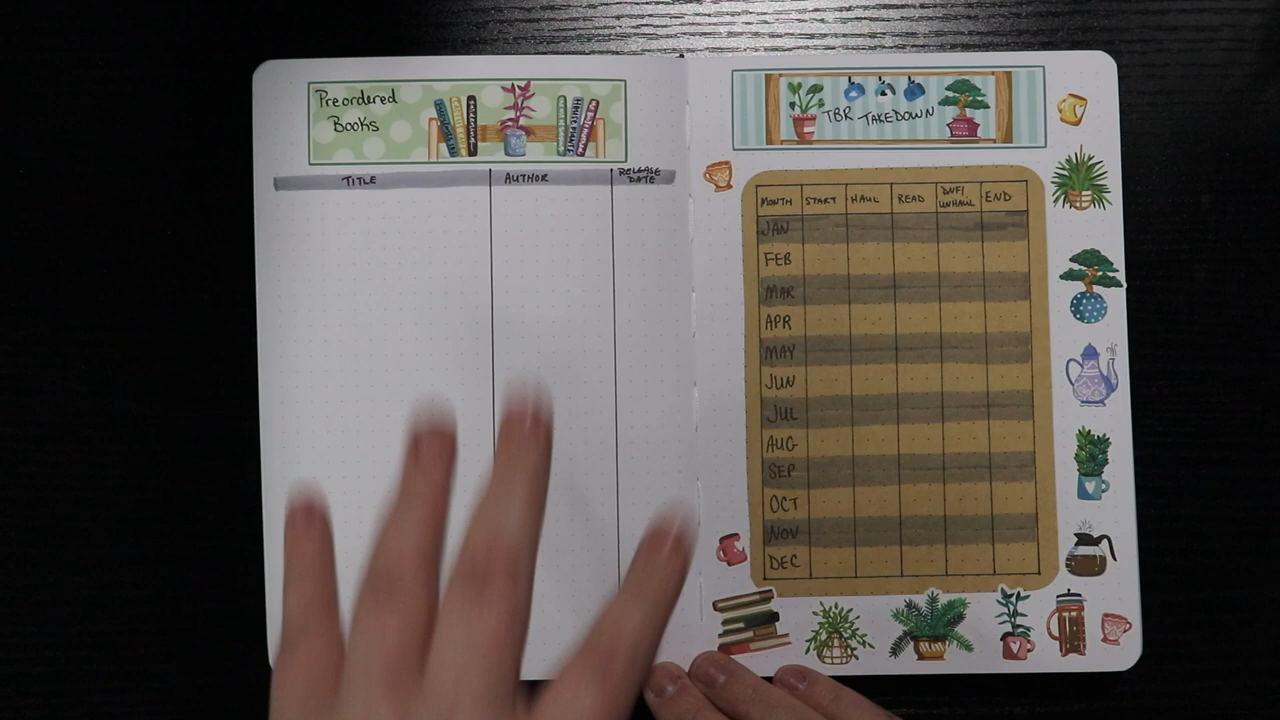 Preordered
Books
TITLE AUTHOR RELEASE
DATE
TBR TAKEDOWN
MONTH START HAUL READ DNF/
UNHAUL END
JAN
FEB
MAR
APR
MAY
JUN
JUL
AUG
SEP
OCT
NOV
DEC